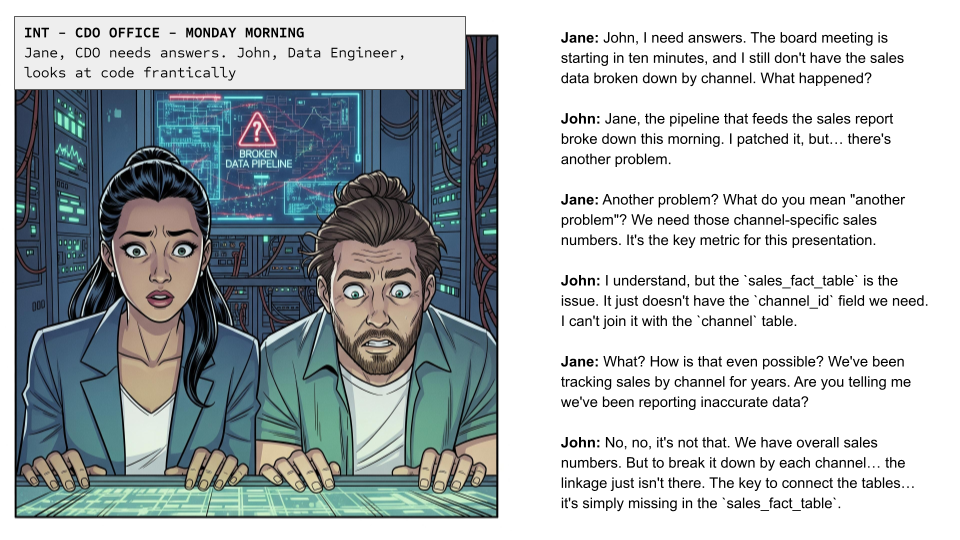 INT – CDO OFFICE – MONDAY MORNING
Jane, CDO needs answers. John, Data Engineer,
looks at code frantically
BROKEN
DATA PIPELINE
Jane: John, I need answers. The board meeting is
starting in ten minutes, and I still don't have the sales
data broken down by channel. What happened?
John: Jane, the pipeline that feeds the sales report
broke down this morning. I patched it, but… there's
another problem.
Jane: Another problem? What do you mean "another
problem"? We need those channel-specific sales
numbers. It's the key metric for this presentation.
John: I understand, but the `sales_fact_table` is the
issue. It just doesn't have the `channel_id` field we need.
I can't join it with the `channel` table.
Jane: What? How is that even possible? We've been
tracking sales by channel for years. Are you telling me
we've been reporting inaccurate data?
John: No, no, it's not that. We have overall sales
numbers. But to break it down by each channel… the
linkage just isn't there. The key to connect the tables…
it's simply missing in the `sales_fact_table`.